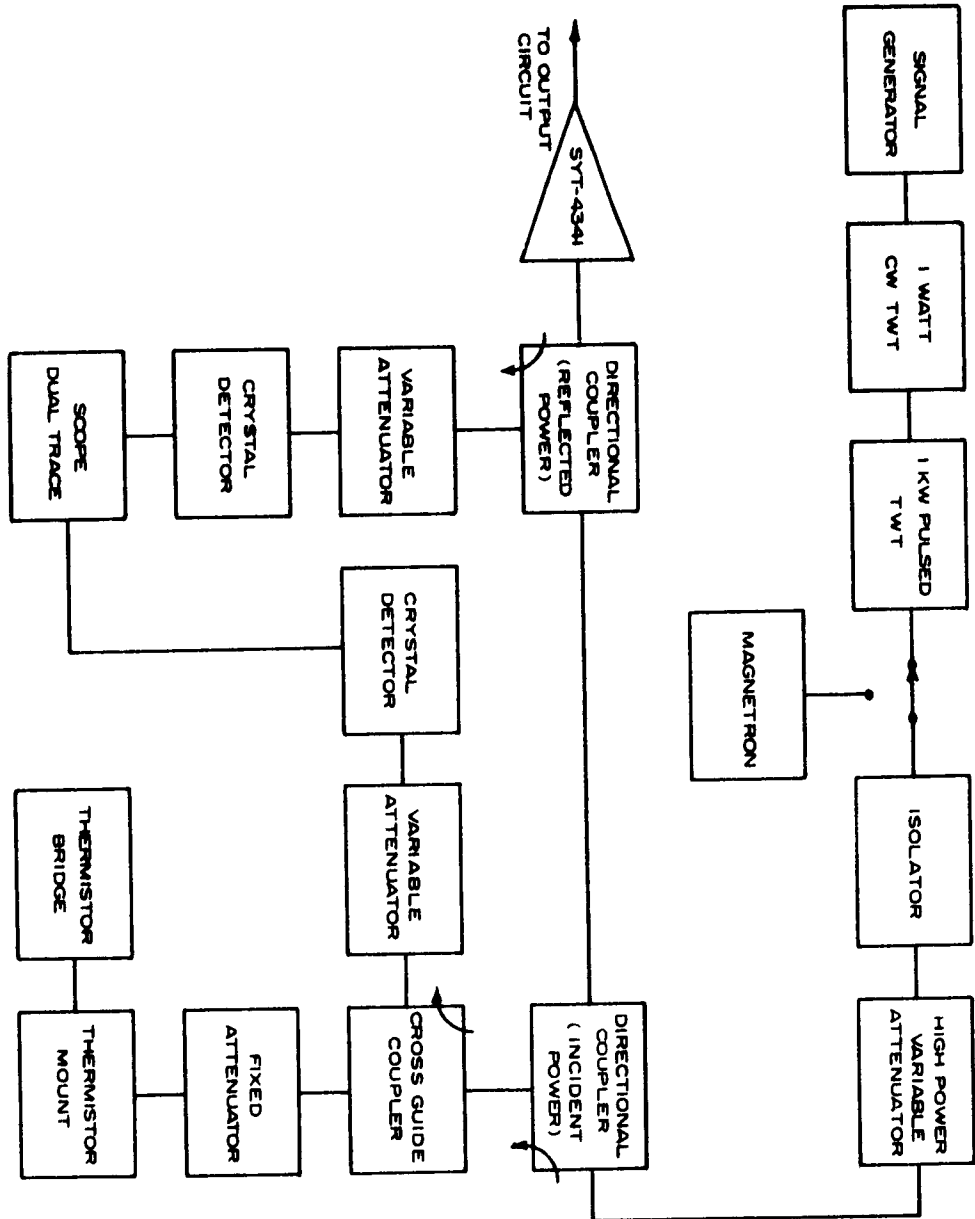 SIGNAL
GENERATOR
1 WATT
CW TWT
1 KW PULSED
TWT
MAGNETRON
ISOLATOR
HIGH POWER
VARIABLE
ATTENUATOR
TO OUTPUT
CIRCUIT
SYT-4341
DIRECTIONAL
COUPLER
(REFLECTED
POWER)
DIRECTIONAL
COUPLER
(INCIDENT
POWER)
VARIABLE
ATTENUATOR
CRYSTAL
DETECTOR
SCOPE
DUAL TRACE
CRYSTAL
DETECTOR
VARIABLE
ATTENUATOR
CROSS GUIDE
COUPLER
FIXED
ATTENUATOR
THERMISTOR
MOUNT
THERMISTOR
BRIDGE